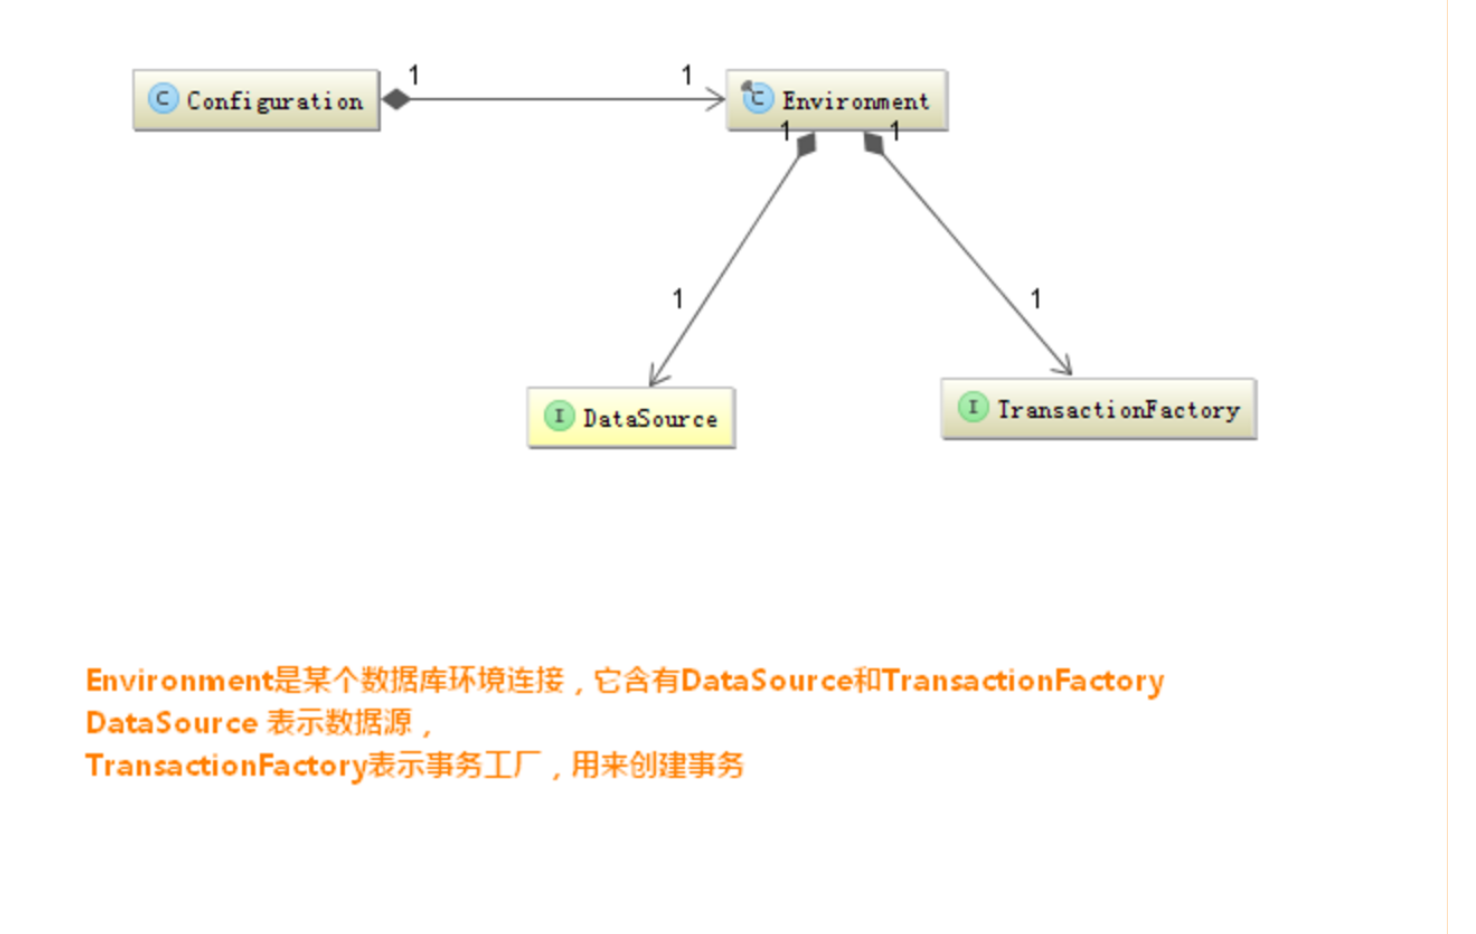 1 1
C Configuration C Environment
1 1
1 1
I DataSource I TransactionFactory
Environment是某个数据库环境连接，它含有DataSource和TransactionFactory
DataSource 表示数据源，
TransactionFactory表示事务工厂，用来创建事务